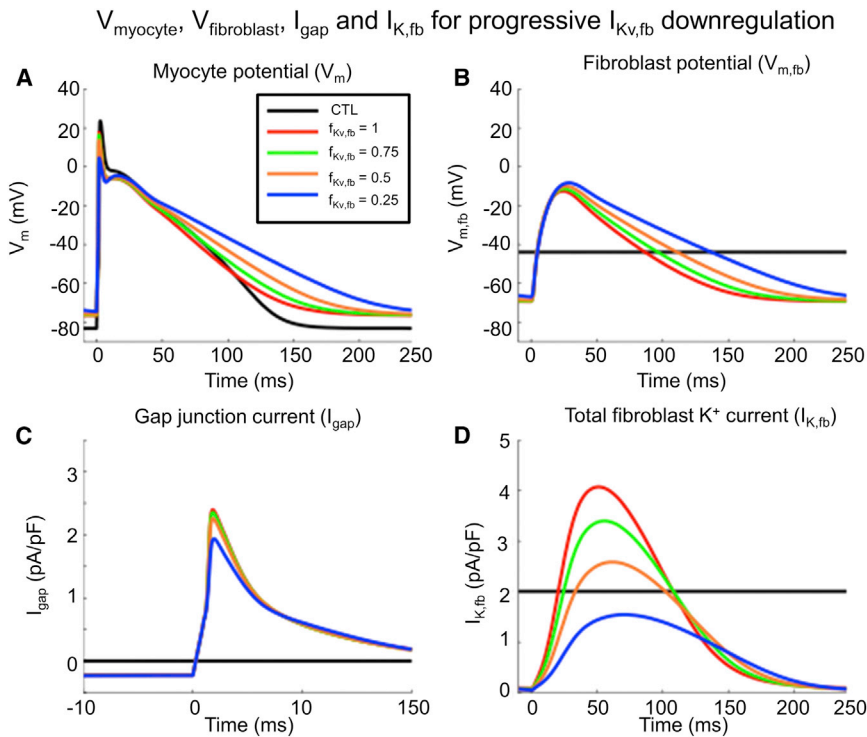 Vmyocyte, Vfibroblast, Igap and IK,fb for progressive IKv,fb downregulation
A
Myocyte potential (Vm)
40
20
0
-20
-40
-60
-80
Vm (mV)
CTL
fKv,fb = 1
fKv,fb = 0.75
fKv,fb = 0.5
fKv,fb = 0.25
0 50 100 150 200 250
Time (ms)
B
Fibroblast potential (Vm,fb)
40
20
0
-20
-40
-60
-80
Vm,fb (mV)
0 50 100 150 200 250
Time (ms)
C
Gap junction current (Igap)
3
2
1
0
Igap (pA/pF)
-10 0 10 150
Time (ms)
D
Total fibroblast K+ current (IK,fb)
5
4
3
2
1
0
IK,fb (pA/pF)
0 50 100 150 200 250
Time (ms)